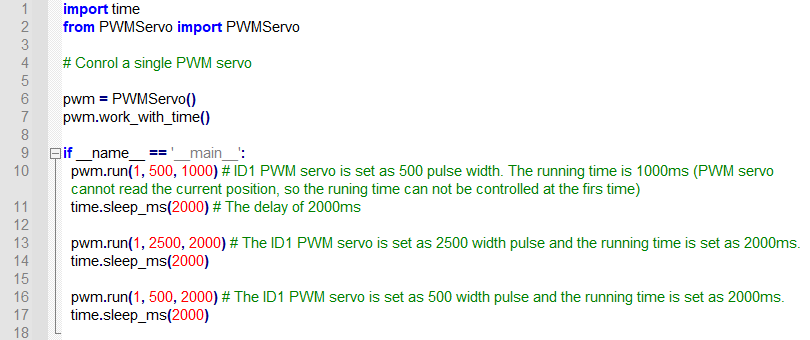 1 import time
2 from PWMServo import PWMServo
3
4 # Conrol a single PWM servo
5
6 pwm = PWMServo()
7 pwm.work_with_time()
8
9 if __name__ == '__main__':
10 pwm.run(1, 500, 1000) # ID1 PWM servo is set as 500 pulse width. The running time is 1000ms (PWM servo
cannot read the current position, so the runing time can not be controlled at the firs time)
11 time.sleep_ms(2000) # The delay of 2000ms
12
13 pwm.run(1, 2500, 2000) # The ID1 PWM servo is set as 2500 width pulse and the running time is set as 2000ms.
14 time.sleep_ms(2000)
15
16 pwm.run(1, 500, 2000) # The ID1 PWM servo is set as 500 width pulse and the running time is set as 2000ms.
17 time.sleep_ms(2000)
18